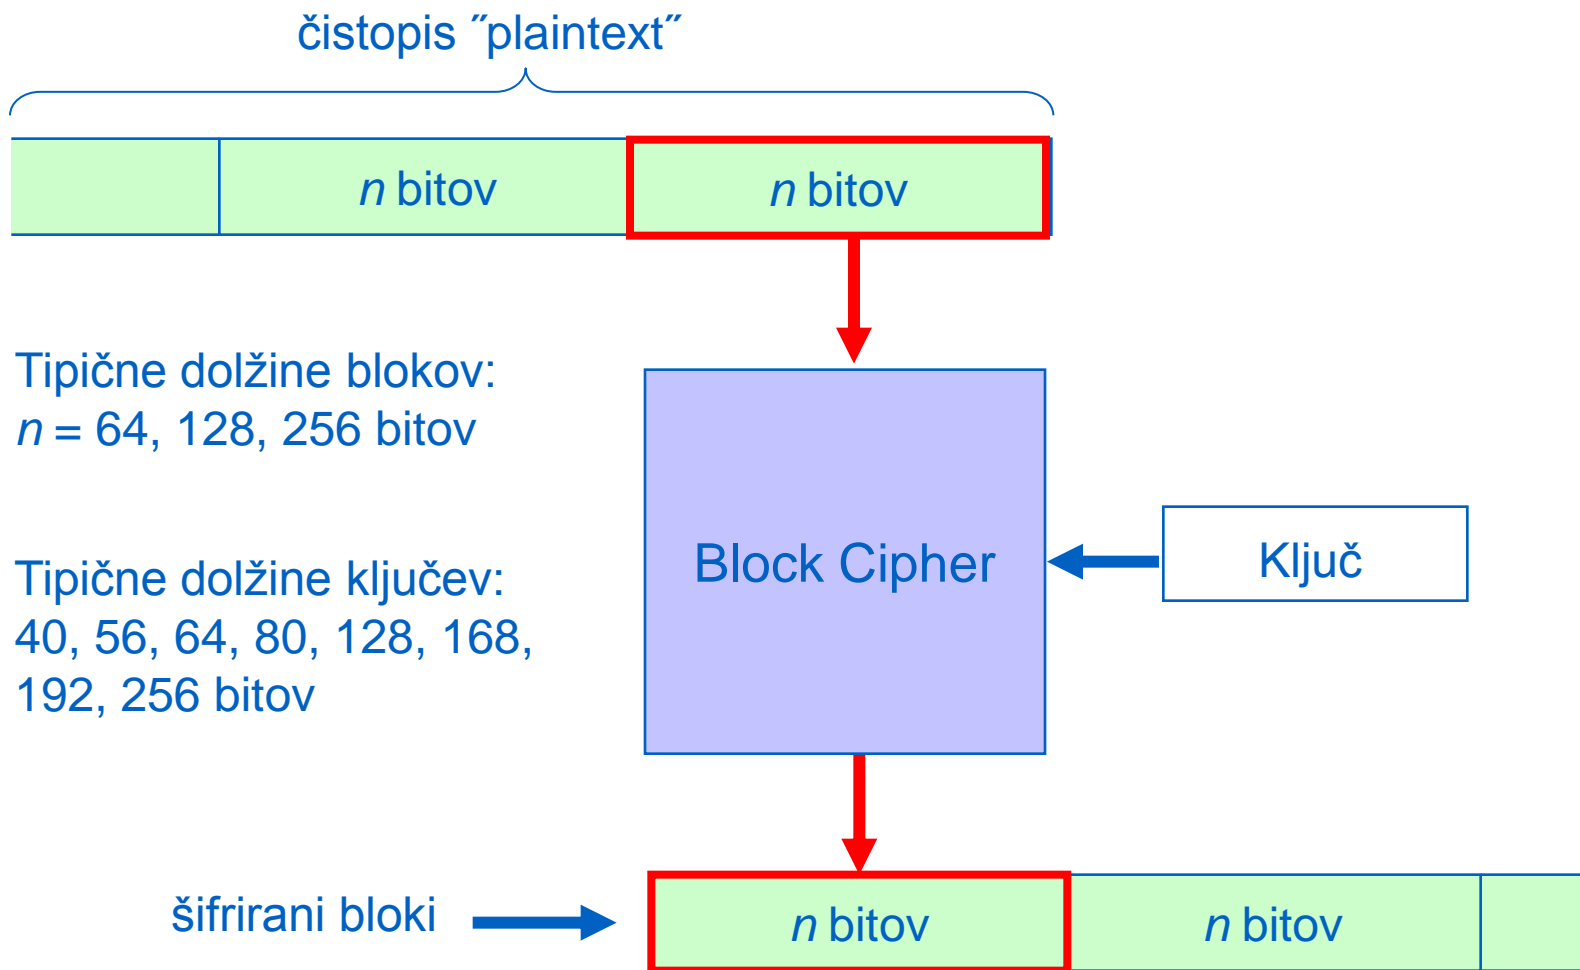 čistopis ˝plaintext˝
n bitov
n bitov
Tipične dolžine blokov:
n = 64, 128, 256 bitov
Block Cipher
Ključ
Tipične dolžine ključev:
40, 56, 64, 80, 128, 168,
192, 256 bitov
šifrirani bloki
n bitov
n bitov